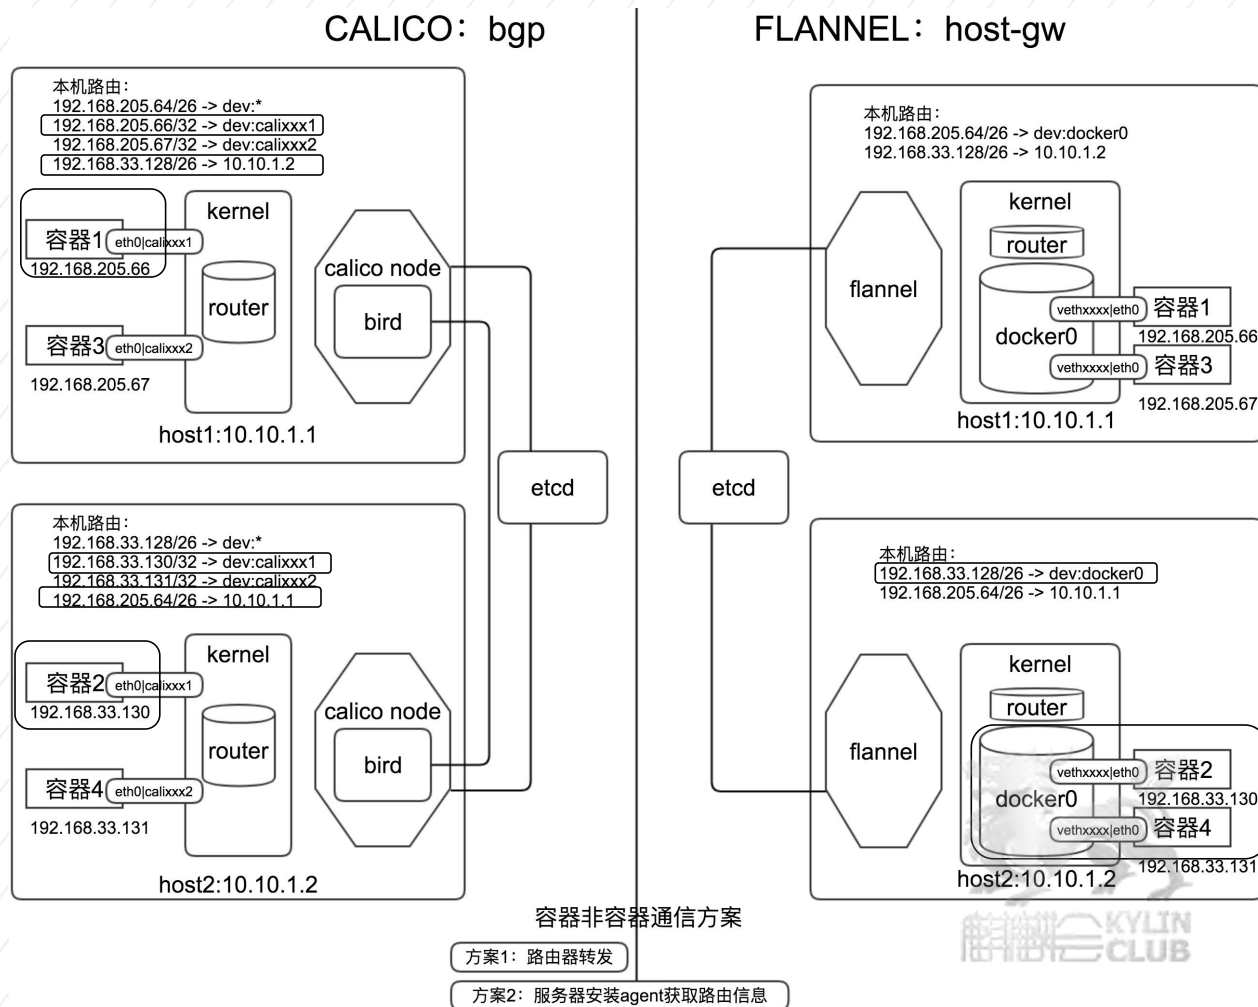 CALICO：bgp
本机路由：
192.168.205.64/26 -> dev:*
192.168.205.66/32 -> dev:calixxx1
192.168.205.67/32 -> dev:calixxx2
192.168.33.128/26 -> 10.10.1.2
容器1
eth0|calixxx1
192.168.205.66
容器3
eth0|calixxx2
192.168.205.67
kernel
router
calico node
bird
host1:10.10.1.1
etcd
本机路由：
192.168.33.128/26 -> dev:*
192.168.33.130/32 -> dev:calixxx1
192.168.33.131/32 -> dev:calixxx2
192.168.205.64/26 -> 10.10.1.1
容器2
eth0|calixxx1
192.168.33.130
容器4
eth0|calixxx2
192.168.33.131
kernel
router
calico node
bird
host2:10.10.1.2
FLANNEL：host-gw
本机路由：
192.168.205.64/26 -> dev:docker0
192.168.33.128/26 -> 10.10.1.2
flannel
kernel
router
docker0
vethxxxx|eth0
容器1
192.168.205.66
vethxxxx|eth0
容器3
192.168.205.67
host1:10.10.1.1
etcd
本机路由：
192.168.33.128/26 -> dev:docker0
192.168.205.64/26 -> 10.10.1.1
flannel
kernel
router
docker0
vethxxxx|eth0
容器2
192.168.33.130
vethxxxx|eth0
容器4
192.168.33.131
host2:10.10.1.2
容器非容器通信方案
方案1：路由器转发
方案2：服务器安装agent获取路由信息
KYLIN
CLUB